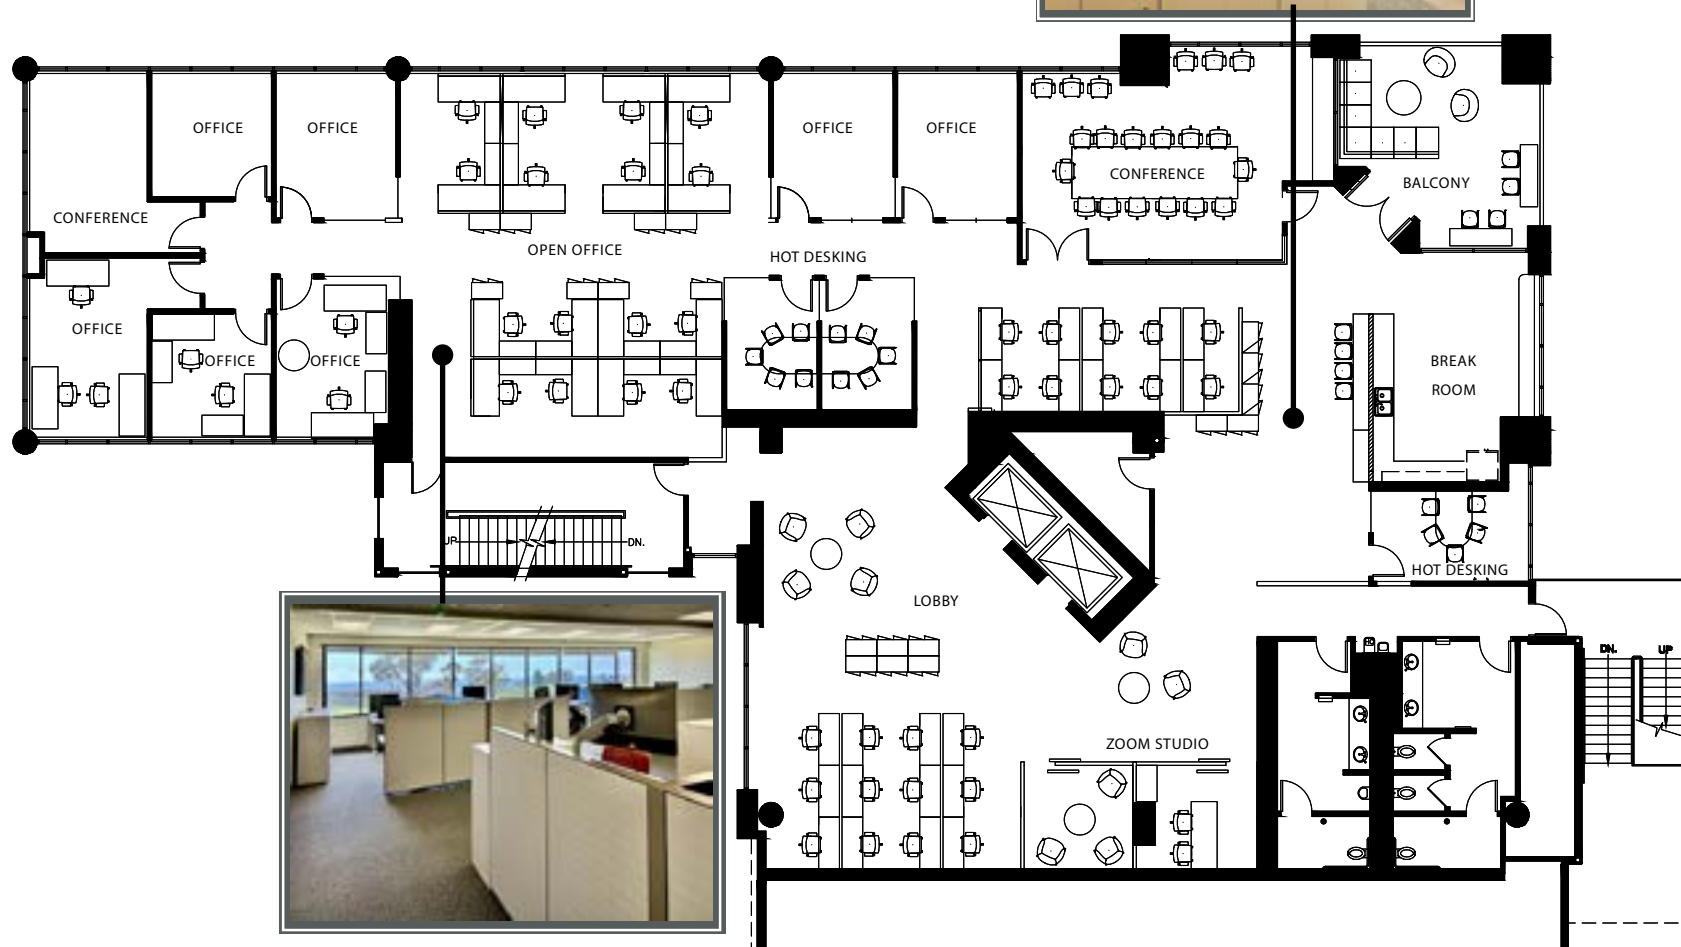 OFFICE
OFFICE
OFFICE
OFFICE
CONFERENCE
BALCONY
CONFERENCE
OPEN OFFICE
HOT DESKING
OFFICE
OFFICE
OFFICE
BREAK
ROOM
UP
DN.
HOT DESKING
LOBBY
DN.
UP
ZOOM STUDIO